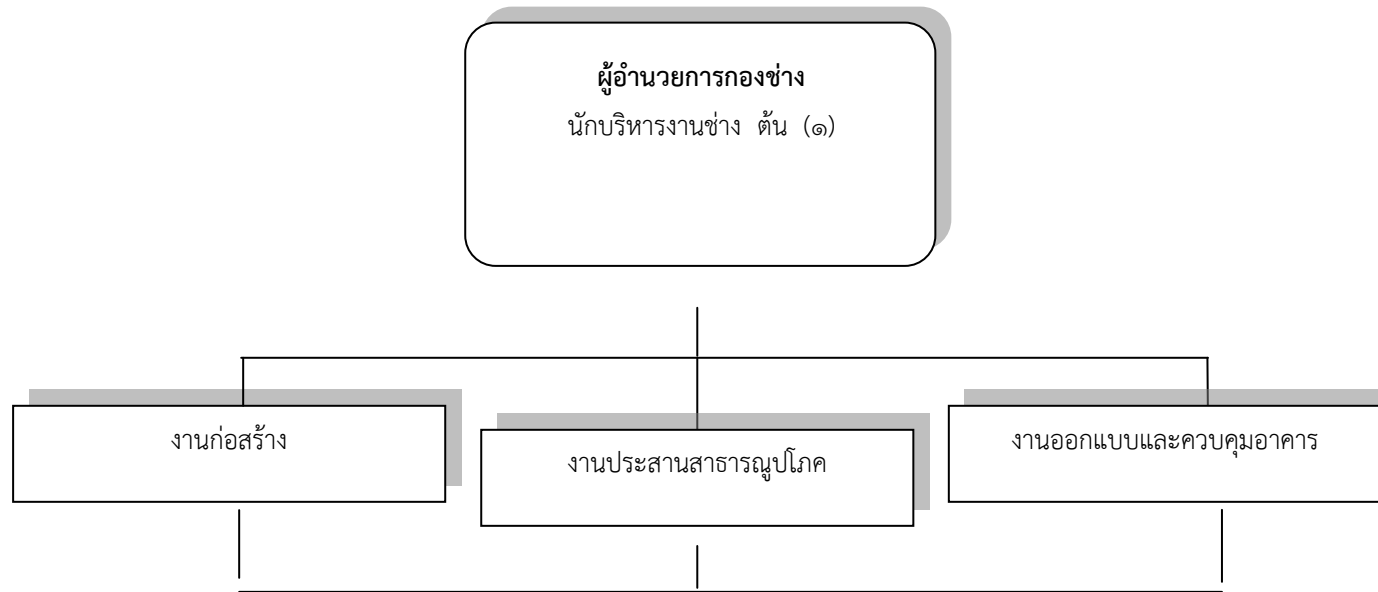 ผู้อำนวยการกองช่าง
นักบริหารงานช่าง ต้น (๑)
งานก่อสร้าง
งานประสานสาธารณูปโภค
งานออกแบบและควบคุมอาคาร